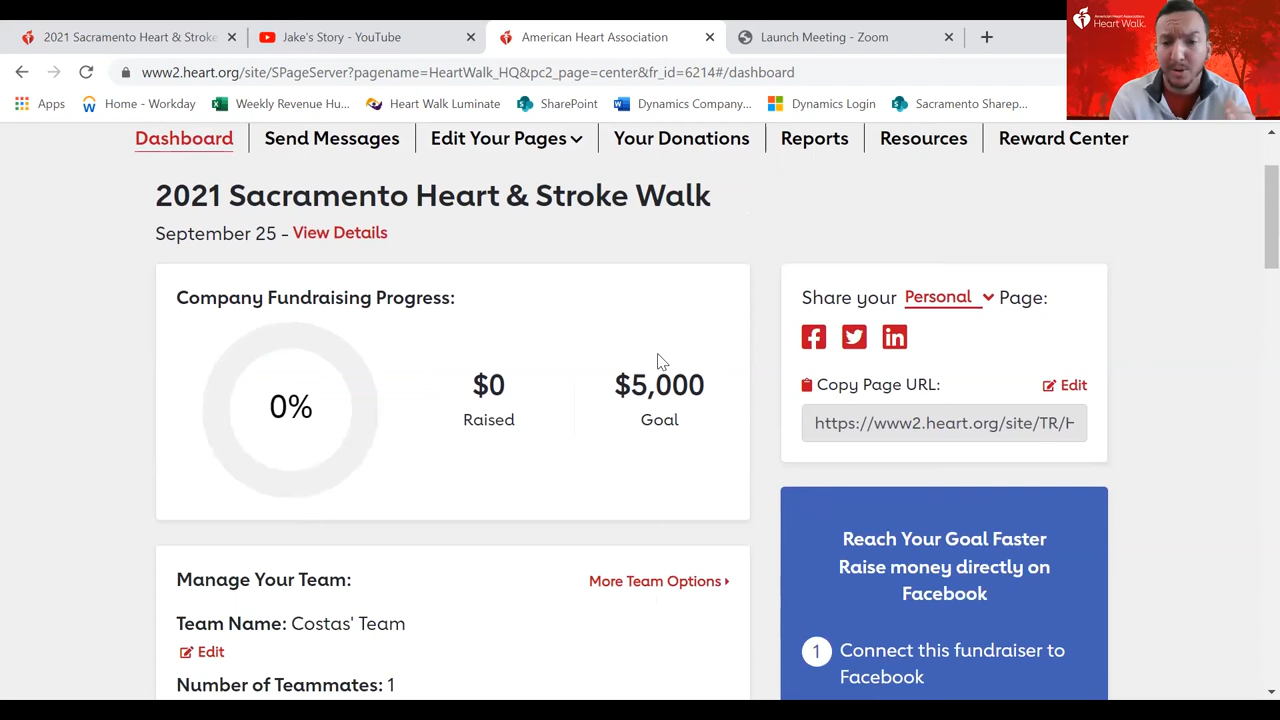 2021 Sacramento Heart & Stroke
Jake's Story - YouTube
American Heart Association
Launch Meeting - Zoom
American Heart Association
Heart Walk
www2.heart.org/site/SPageServer?pagename=HeartWalk_HQ&pc2_page=center&fr_id=6214#/dashboard
Apps
Home - Workday
Weekly Revenue Hu...
Heart Walk Luminate
SharePoint
Dynamics Company...
Dynamics Login
Sacramento Sharep...
Dashboard
Send Messages
Edit Your Pages
Your Donations
Reports
Resources
Reward Center
2021 Sacramento Heart & Stroke Walk
September 25 - View Details
Company Fundraising Progress:
0%
$0
Raised
$5,000
Goal
Share your Personal Page:
Copy Page URL:
Edit
https://www2.heart.org/site/TR/H
Manage Your Team:
More Team Options
Team Name: Costas' Team
Edit
Number of Teammates: 1
Reach Your Goal Faster
Raise money directly on
Facebook
1
Connect this fundraiser to
Facebook